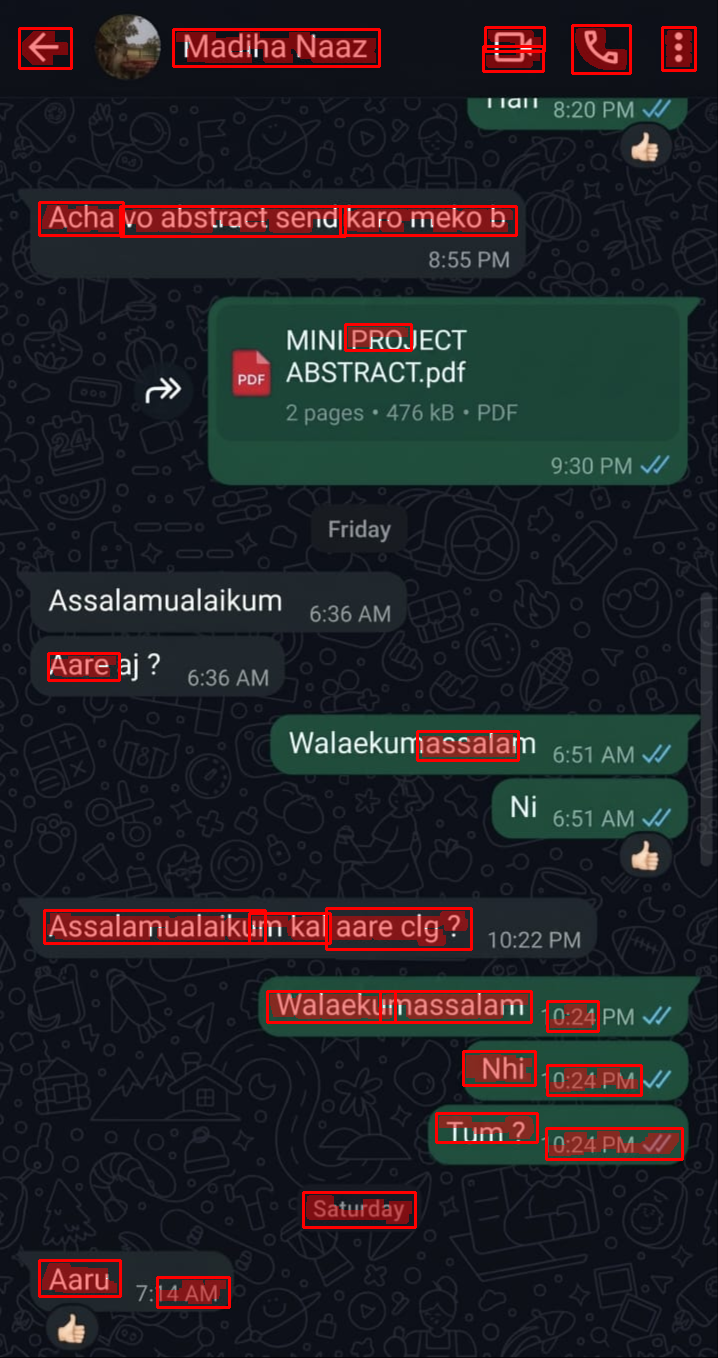 Madiha Naaz
8:20 PM
Acha vo abstract send karo meko b
8:55 PM
MINI PROJECT
ABSTRACT.pdf
PDF
2 pages • 476 kB • PDF
9:30 PM
Friday
Assalamualaikum 6:36 AM
Aare aj ? 6:36 AM
Walaekumassalam 6:51 AM
Ni 6:51 AM
Assalamualaikum kal aare clg ? 10:22 PM
Walaekumassalam 10:24 PM
Nhi 10:24 PM
Tum ? 10:24 PM
Saturday
Aaru 7:14 AM